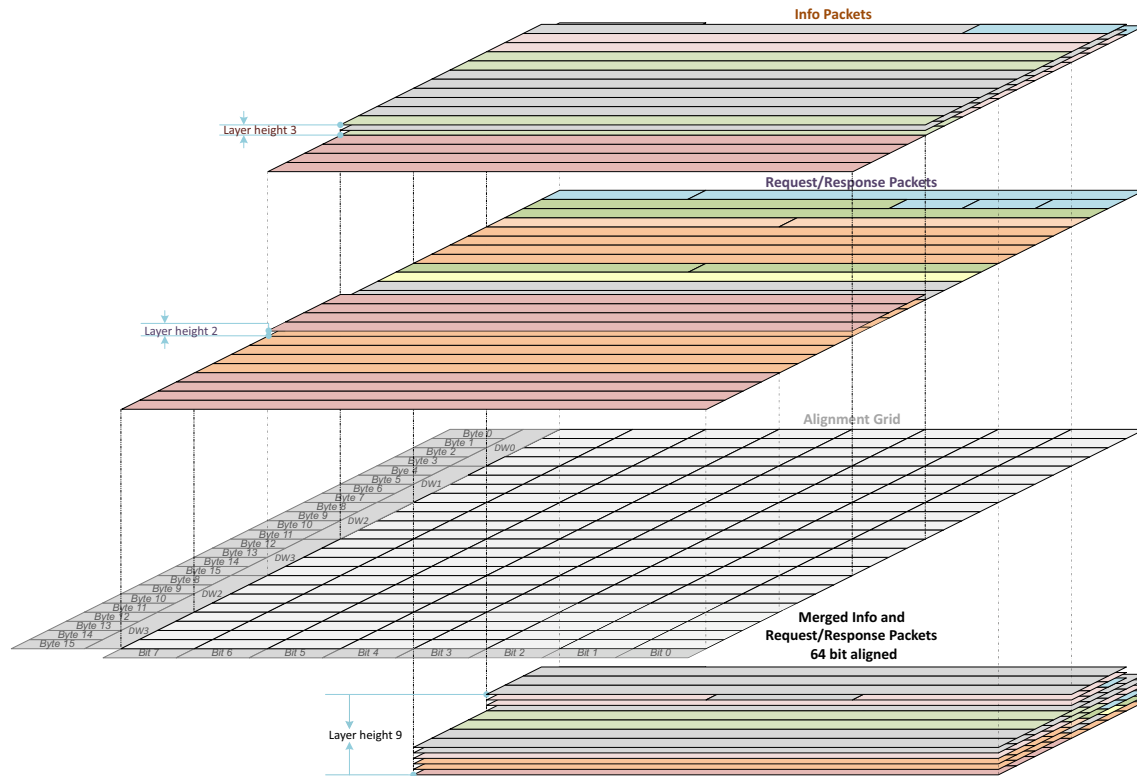 Info Packets
Layer height 3
Request/Response Packets
Layer height 2
Alignment Grid
Byte 0
Byte 1
Byte 2
DW0
Byte 3
Bye 4
Byte 5
Byte 6
DW1
Byte 7
Byte 8
Byte 9
Byte 10
DW2
Byte 11
Byte 12
Byte 13
Byte 14
DW3
Byte 15
Byte 8
Byte 9
Byte 10
DW2
Byte 11
Byte 12
Byte 13
Byte 14
DW3
Byte 15
Bit 7 Bit 6 Bit 5 Bit 4 Bit 3 Bit 2 Bit 1 Bit 0
Merged Info and
Request/Response Packets
64 bit aligned
Layer height 9